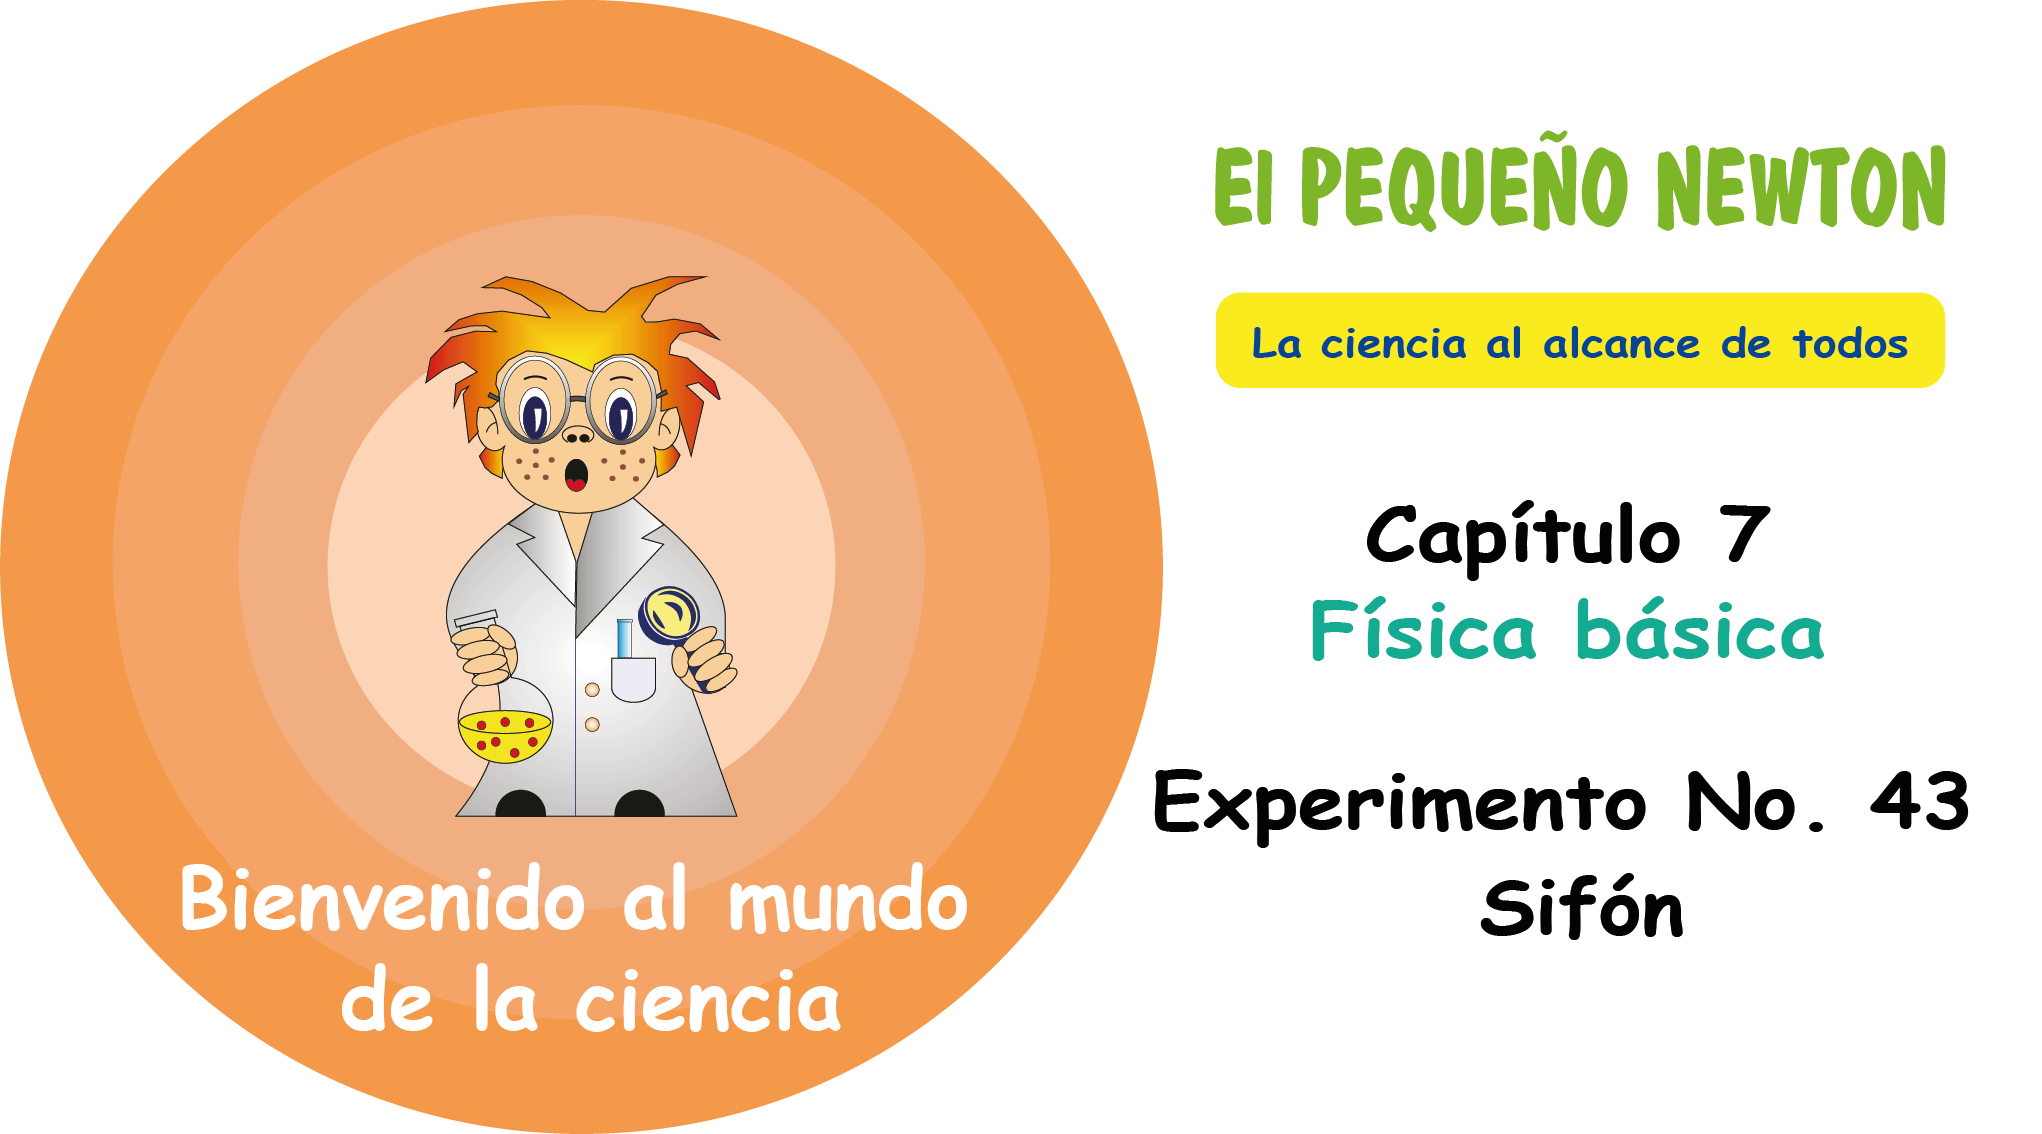 El PEQUEÑO NEWTON
La ciencia al alcance de todos
Capítulo 7
Física básica
Experimento No. 43
Sifón
Bienvenido al mundo
de la ciencia